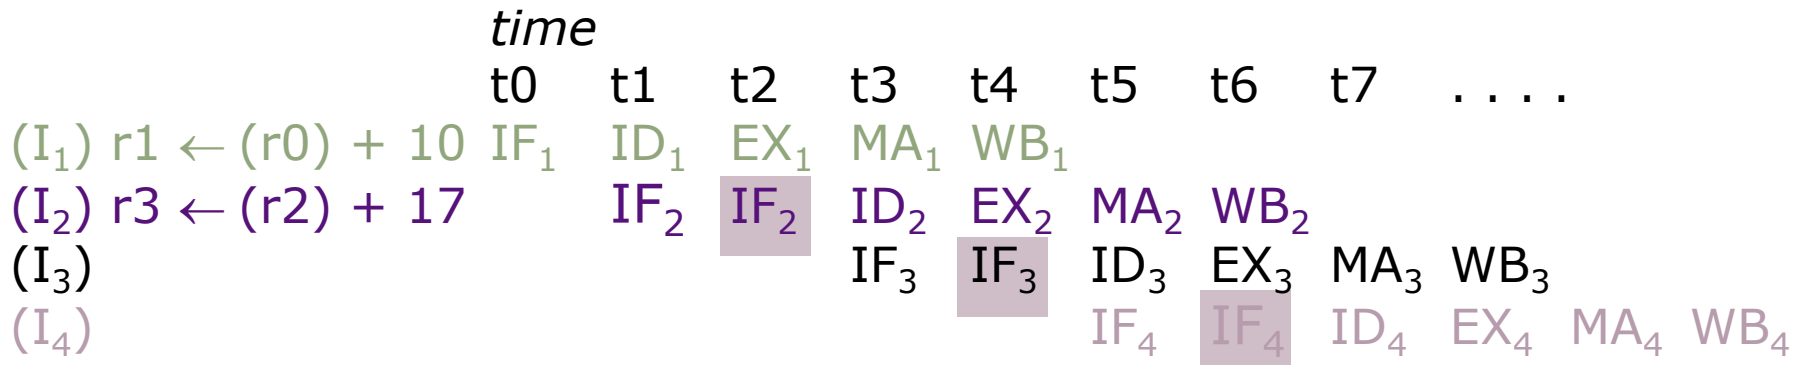 time
t0 t1 t2 t3 t4 t5 t6 t7 . . . .
(I₁) r1 ← (r0) + 10 IF₁ ID₁ EX₁ MA₁ WB₁
(I₂) r3 ← (r2) + 17 IF₂ IF₂ ID₂ EX₂ MA₂ WB₂
(I₃) IF₃ IF₃ ID₃ EX₃ MA₃ WB₃
(I₄) IF₄ IF₄ ID₄ EX₄ MA₄ WB₄